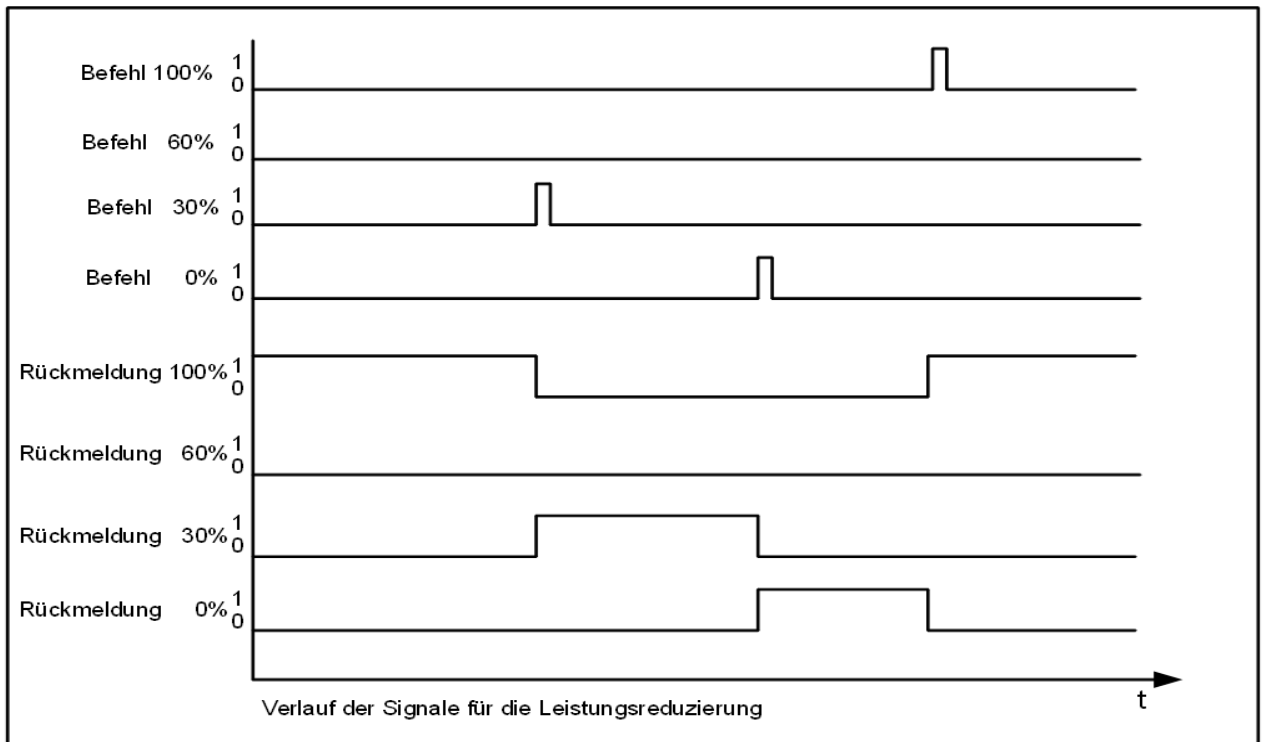 Befehl 100% 1
0
Befehl 60% 1
0
Befehl 30% 1
0
Befehl 0% 1
0
Rückmeldung 100% 1
0
Rückmeldung 60% 1
0
Rückmeldung 30% 1
0
Rückmeldung 0% 1
0
t
Verlauf der Signale für die Leistungsreduzierung